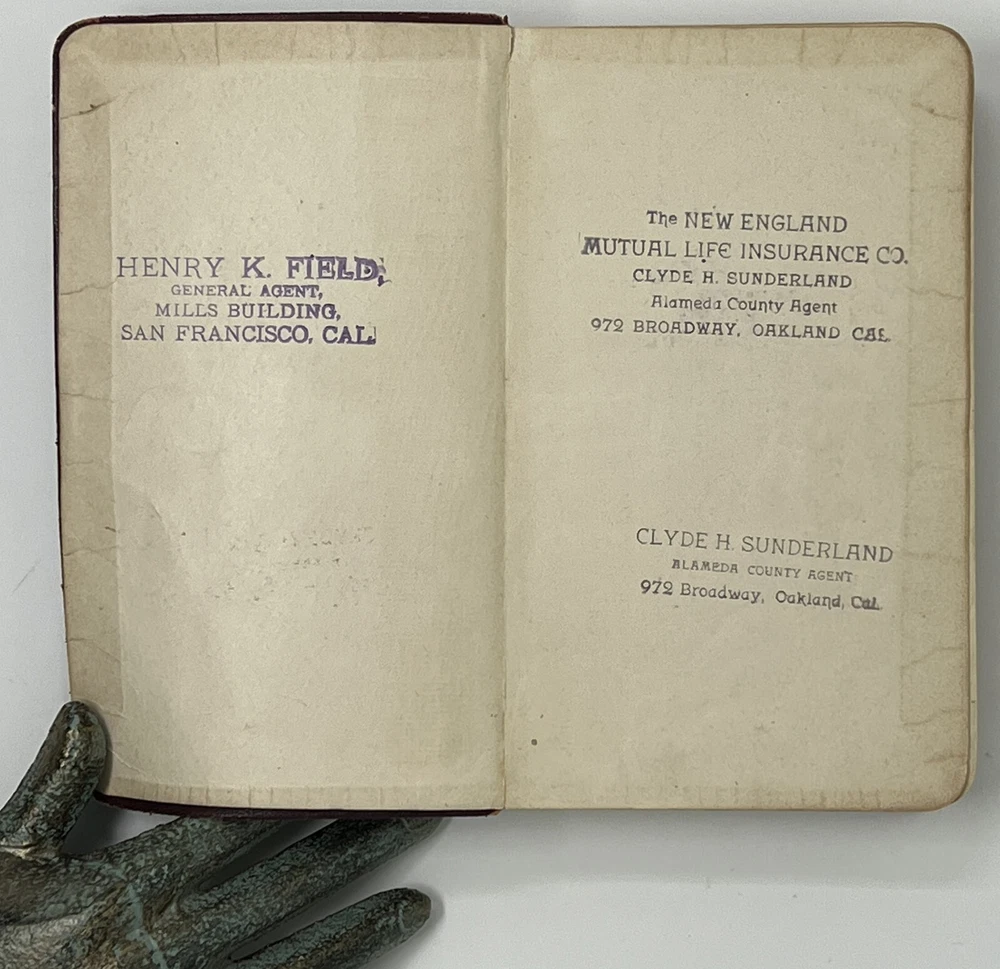 HENRY K. FIELD,
GENERAL AGENT,
MILLS BUILDING,
SAN FRANCISCO, CAL.
The NEW ENGLAND
MUTUAL LIFE INSURANCE CO.
CLYDE H. SUNDERLAND
Alameda County Agent
972 BROADWAY, OAKLAND CAL.
CLYDE H. SUNDERLAND
ALAMEDA COUNTY AGENT
972 Broadway, Oakland, Cal.